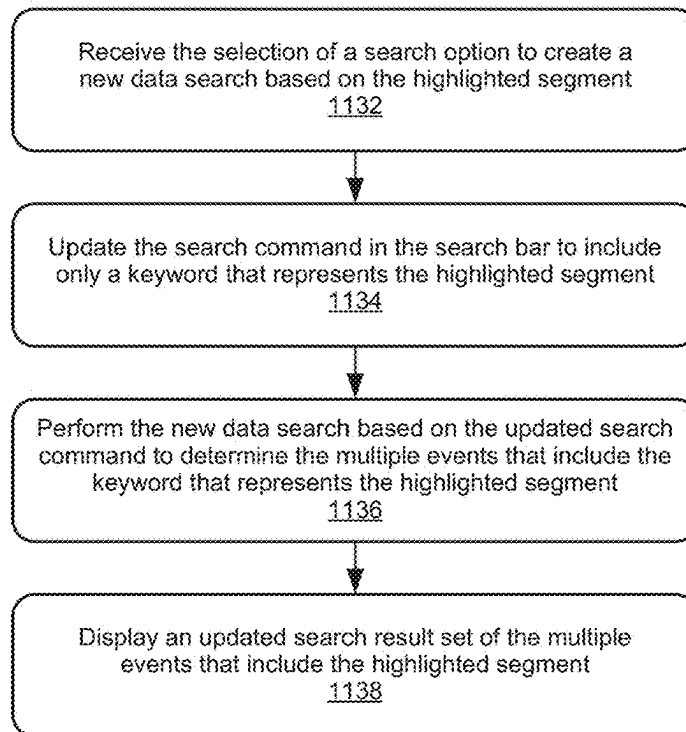 Receive the selection of a search option to create a
new data search based on the highlighted segment
1132
Update the search command in the search bar to include
only a keyword that represents the highlighted segment
1134
Perform the new data search based on the updated search
command to determine the multiple events that include the
keyword that represents the highlighted segment
1136
Display an updated search result set of the multiple
events that include the highlighted segment
1138